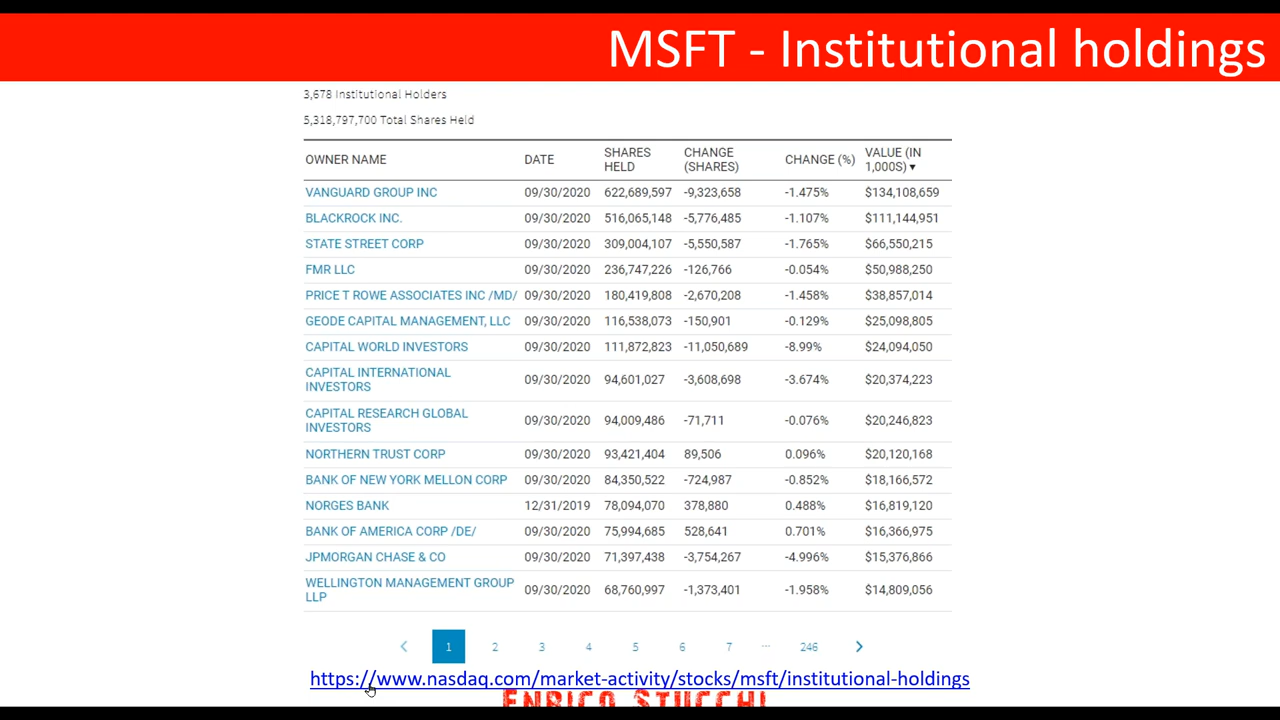 MSFT - Institutional holdings
3,678 Institutional Holders
5,318,797,700 Total Shares Held
OWNER NAME DATE SHARES HELD CHANGE (SHARES) CHANGE (%) VALUE (IN 1,000S) ▼
VANGUARD GROUP INC 09/30/2020 622,689,597 -9,323,658 -1.475% $134,108,659
BLACKROCK INC. 09/30/2020 516,065,148 -5,776,485 -1.107% $111,144,951
STATE STREET CORP 09/30/2020 309,004,107 -5,550,587 -1.765% $66,550,215
FMR LLC 09/30/2020 236,747,226 -126,766 -0.054% $50,988,250
PRICE T ROWE ASSOCIATES INC /MD/ 09/30/2020 180,419,808 -2,670,208 -1.458% $38,857,014
GEODE CAPITAL MANAGEMENT, LLC 09/30/2020 116,538,073 -150,901 -0.129% $25,098,805
CAPITAL WORLD INVESTORS 09/30/2020 111,872,823 -11,050,689 -8.99% $24,094,050
CAPITAL INTERNATIONAL INVESTORS 09/30/2020 94,601,027 -3,608,698 -3.674% $20,374,223
CAPITAL RESEARCH GLOBAL INVESTORS 09/30/2020 94,009,486 -71,711 -0.076% $20,246,823
NORTHERN TRUST CORP 09/30/2020 93,421,404 89,506 0.096% $20,120,168
BANK OF NEW YORK MELLON CORP 09/30/2020 84,350,522 -724,987 -0.852% $18,166,572
NORGES BANK 12/31/2019 78,094,070 378,880 0.488% $16,819,120
BANK OF AMERICA CORP /DE/ 09/30/2020 75,994,685 528,641 0.701% $16,366,975
JPMORGAN CHASE & CO 09/30/2020 71,397,438 -3,754,267 -4.996% $15,376,866
WELLINGTON MANAGEMENT GROUP LLP 09/30/2020 68,760,997 -1,373,401 -1.958% $14,809,056
< 1 2 3 4 5 6 7 ... 246 >
https://www.nasdaq.com/market-activity/stocks/msft/institutional-holdings
ENRICO STUCCHI